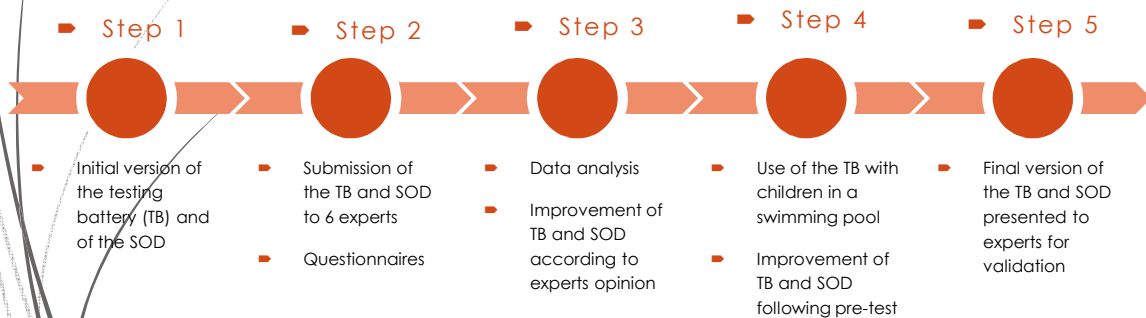 Step 1
Step 2
Step 3
Step 4
Step 5
Initial version of
the testing
battery (TB) and
of the SOD
Submission of
the TB and SOD
to 6 experts
Questionnaires
Data analysis
Improvement of
TB and SOD
according to
experts opinion
Use of the TB with
children in a
swimming pool
Improvement of
TB and SOD
following pre-test
Final version of
the TB and SOD
presented to
experts for
validation